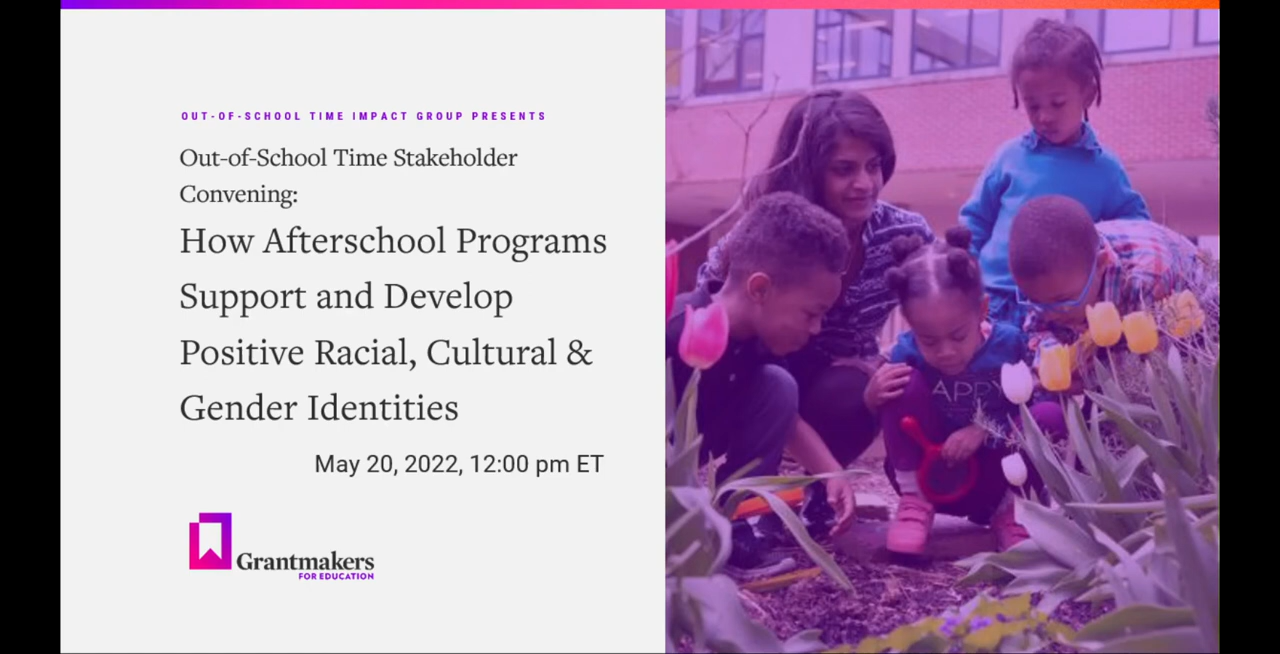 OUT-OF-SCHOOL TIME IMPACT GROUP PRESENTS
Out-of-School Time Stakeholder
Convening:
How Afterschool Programs
Support and Develop
Positive Racial, Cultural &
Gender Identities
May 20, 2022, 12:00 pm ET
Grantmakers
FOR EDUCATION
APPY